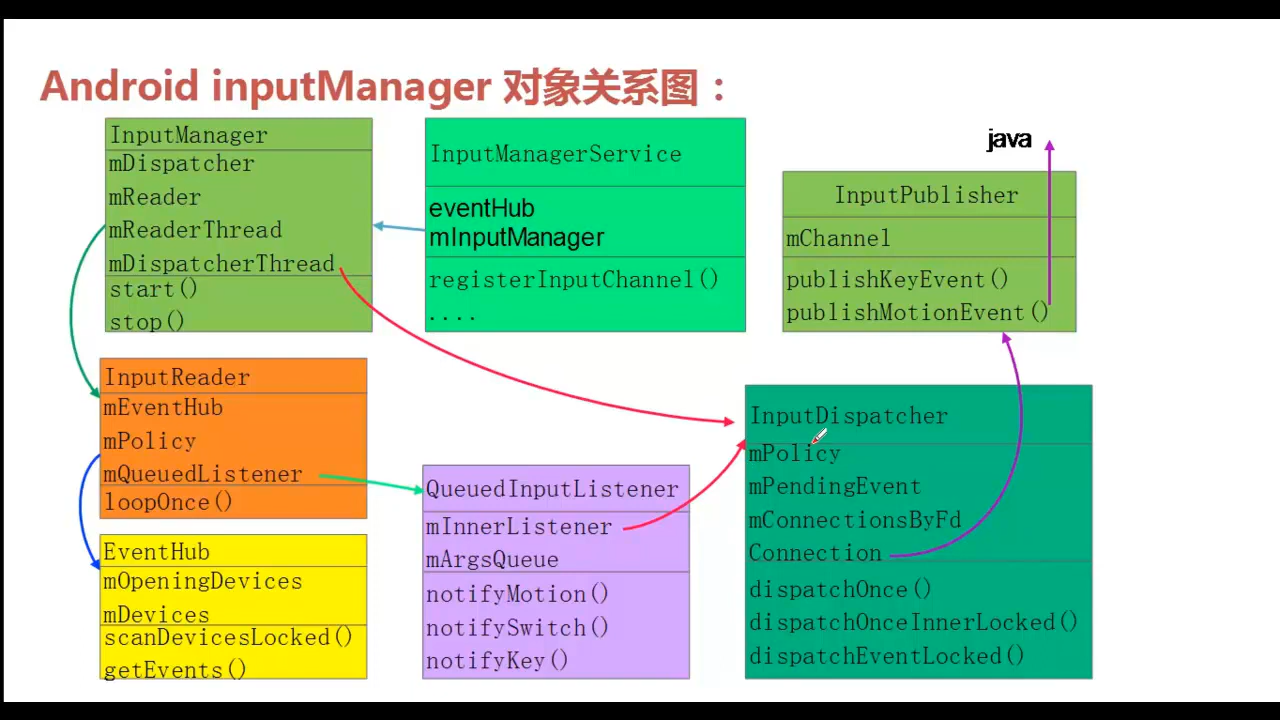 Android inputManager 对象关系图：
InputManager
mDispatcher
mReader
mReaderThread
mDispatcherThread
start()
stop()
InputManagerService
eventHub
mInputManager
registerInputChannel()
....
java
InputPublisher
mChannel
publishKeyEvent()
publishMotionEvent()
InputReader
mEventHub
mPolicy
mQueuedListener
loopOnce()
EventHub
mOpeningDevices
mDevices
scanDevicesLocked()
getEvents()
QueuedInputListener
mInnerListener
mArgsQueue
notifyMotion()
notifySwitch()
notifyKey()
InputDispatcher
mPolicy
mPendingEvent
mConnectionsByFd
Connection
dispatchOnce()
dispatchOnceInnerLocked()
dispatchEventLocked()